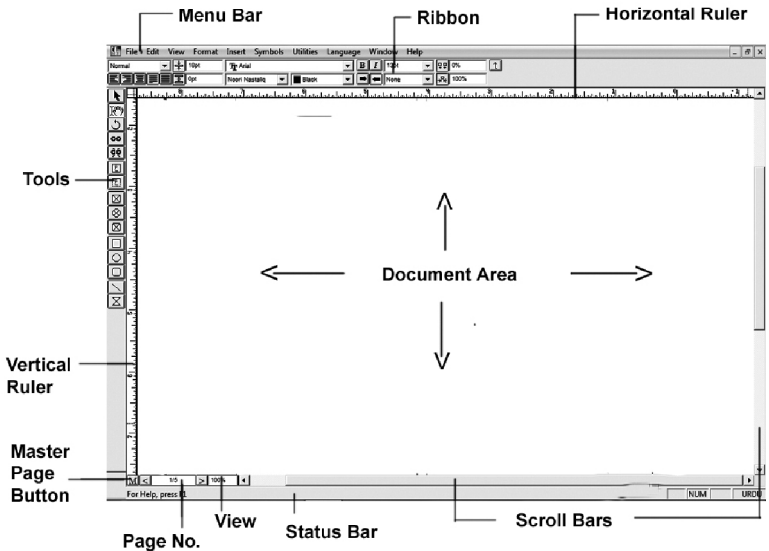 Menu Bar
Ribbon
Horizontal Ruler
File Edit View Format Insert Symbols Utilities Language Window Help
Normal 10pt Arial B I 10pt 0%
0pt Noori Nastaliq Black None 100%
Tools
Document Area
Vertical
Ruler
Master
Page
Button
M < 1/5 > 100%
For Help, press F1 NUM URDU
Page No.
View
Status Bar
Scroll Bars